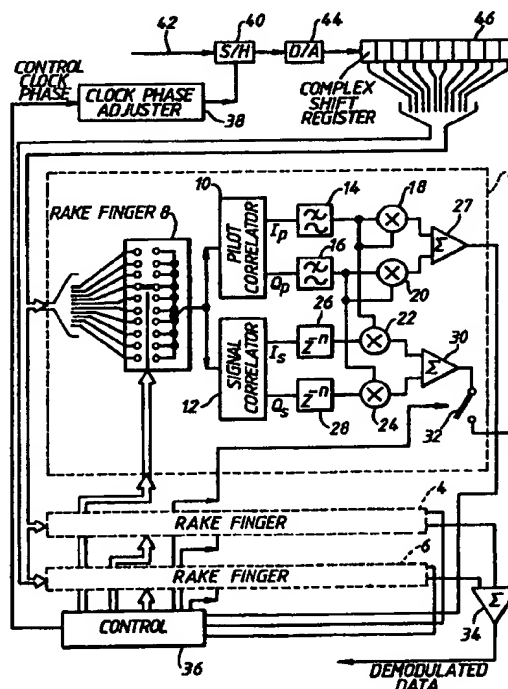 42
40
S/H
44
D/A
46
CONTROL
CLOCK
PHASE
CLOCK PHASE
ADJUSTER
38
COMPLEX
SHIFT
REGISTER
RAKE FINGER 8
10
PILOT
CORRELATOR
Ip
Qp
14
16
18
20
27
Σ
12
SIGNAL
CORRELATOR
Is
Qs
26
Z-n
28
Z-n
22
24
30
Σ
32
4
RAKE FINGER
6
RAKE FINGER
CONTROL
36
Σ
34
DEMODULATED
DATA